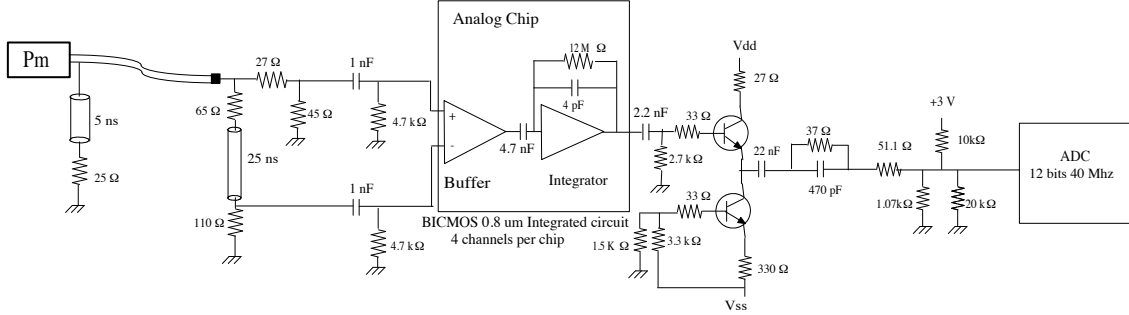 Pm
5 ns
25 Ω
27 Ω
65 Ω
45 Ω
25 ns
110 Ω
1 nF
4.7 kΩ
1 nF
4.7 kΩ
Analog Chip
+
-
Buffer
4.7 nF
12 M Ω
4 pF
Integrator
BICMOS 0.8 um Integrated circuit
4 channels per chip
2.2 nF
2.7 kΩ
33 Ω
Vdd
27 Ω
33 Ω
1.5 K Ω
3.3 kΩ
330 Ω
Vss
22 nF
37 Ω
470 pF
51.1 Ω
+3 V
10kΩ
1.07kΩ
20 kΩ
ADC
12 bits 40 Mhz